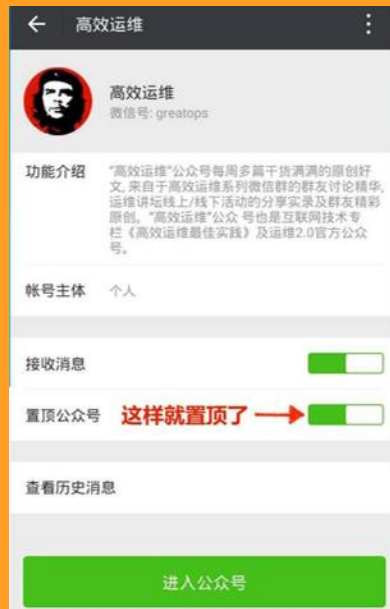 高效运维
高效运维
微信号: greatops
功能介绍
“高效运维”公众号每周多篇干货满满的原创好
文, 来自于高效运维系列微信群的群友讨论精华,
运维讲坛线上/线下活动的分享实录及群友精彩
原创。“高效运维”公众 号也是互联网技术专
栏《高效运维最佳实践》及运维2.0官方公众
号。
帐号主体 个人
接收消息
置顶公众号 这样就置顶了
查看历史消息
进入公众号